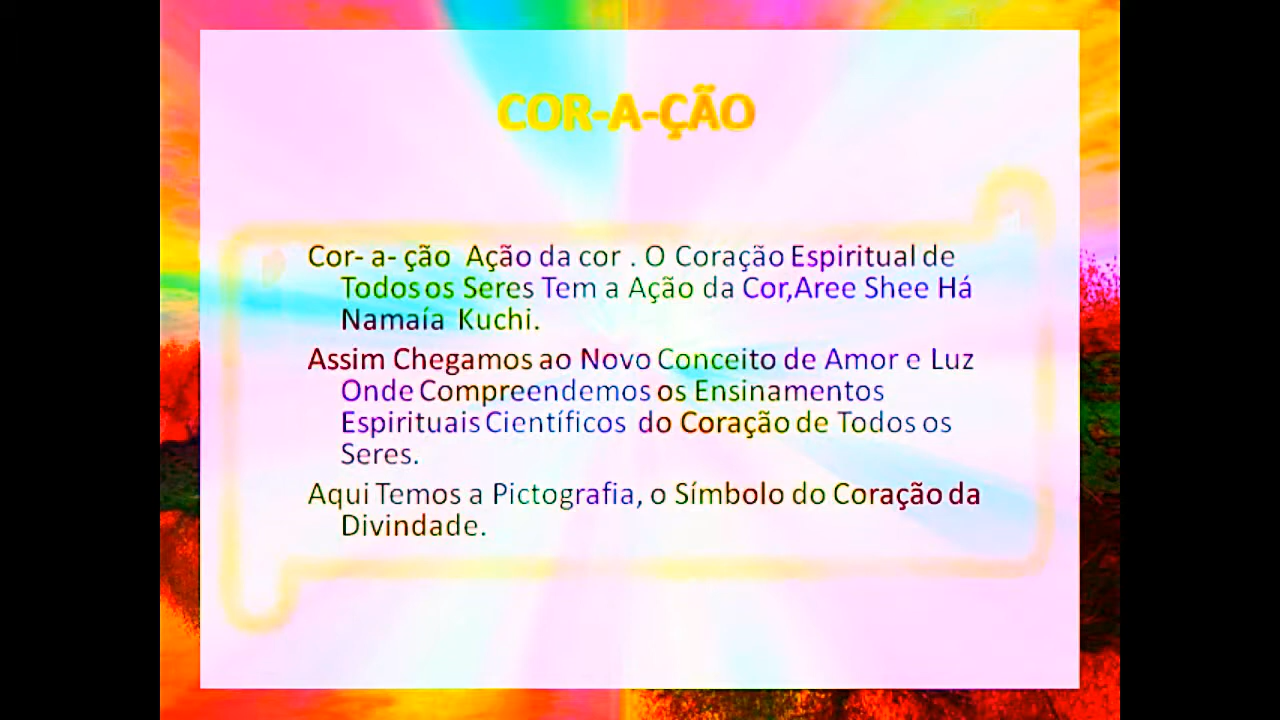 COR-A-ÇÃO
Cor- a- ção Ação da cor . O Coração Espiritual de
Todos os Seres Tem a Ação da Cor,Aree Shee Há
Namaía Kuchi.
Assim Chegamos ao Novo Conceito de Amor e Luz
Onde Compreendemos os Ensinamentos
Espirituais Científicos do Coração de Todos os
Seres.
Aqui Temos a Pictografia, o Símbolo do Coração da
Divindade.